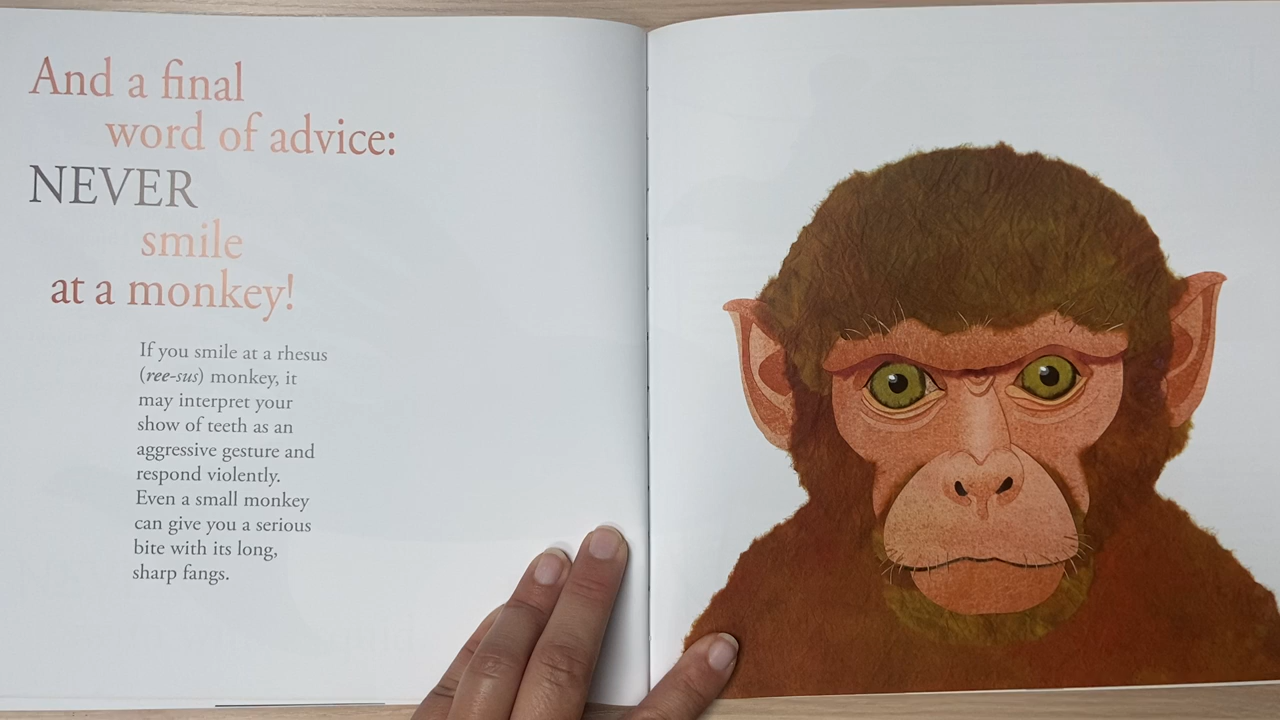 And a final
word of advice:
NEVER
smile
at a monkey!
If you smile at a rhesus
(ree-sus) monkey, it
may interpret your
show of teeth as an
aggressive gesture and
respond violently.
Even a small monkey
can give you a serious
bite with its long,
sharp fangs.